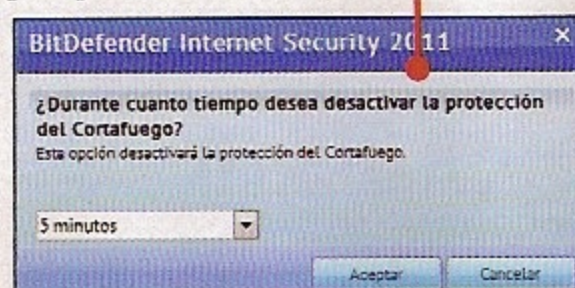 BitDefender Internet Security 2011
¿Durante cuanto tiempo desea desactivar la protección
del Cortafuego?
Esta opción desactivará la protección del Cortafuego.
5 minutos
Aceptar
Cancelar